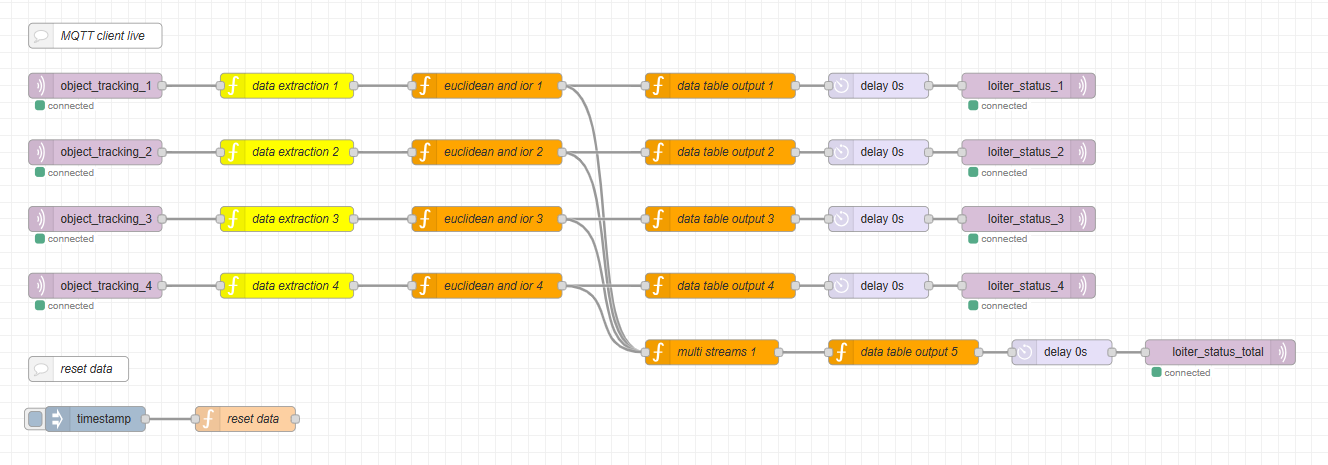 MQTT client live
object_tracking_1
data extraction 1
euclidean and ior 1
data table output 1
delay 0s
loiter_status_1
connected
connected
object_tracking_2
data extraction 2
euclidean and ior 2
data table output 2
delay 0s
loiter_status_2
connected
connected
object_tracking_3
data extraction 3
euclidean and ior 3
data table output 3
delay 0s
loiter_status_3
connected
connected
object_tracking_4
data extraction 4
euclidean and ior 4
data table output 4
delay 0s
loiter_status_4
connected
connected
multi streams 1
data table output 5
delay 0s
loiter_status_total
connected
reset data
timestamp
reset data